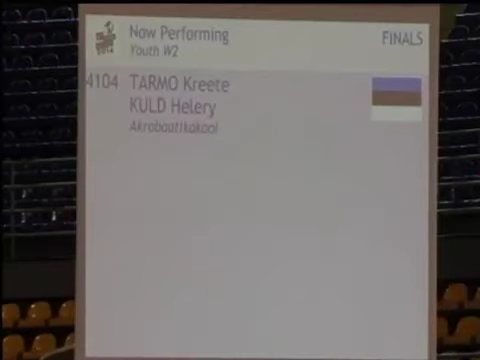 Now Performing
FINALS
Youth W2
4104 TARMO Kreete
KULD Helery
Akrobaatikakool